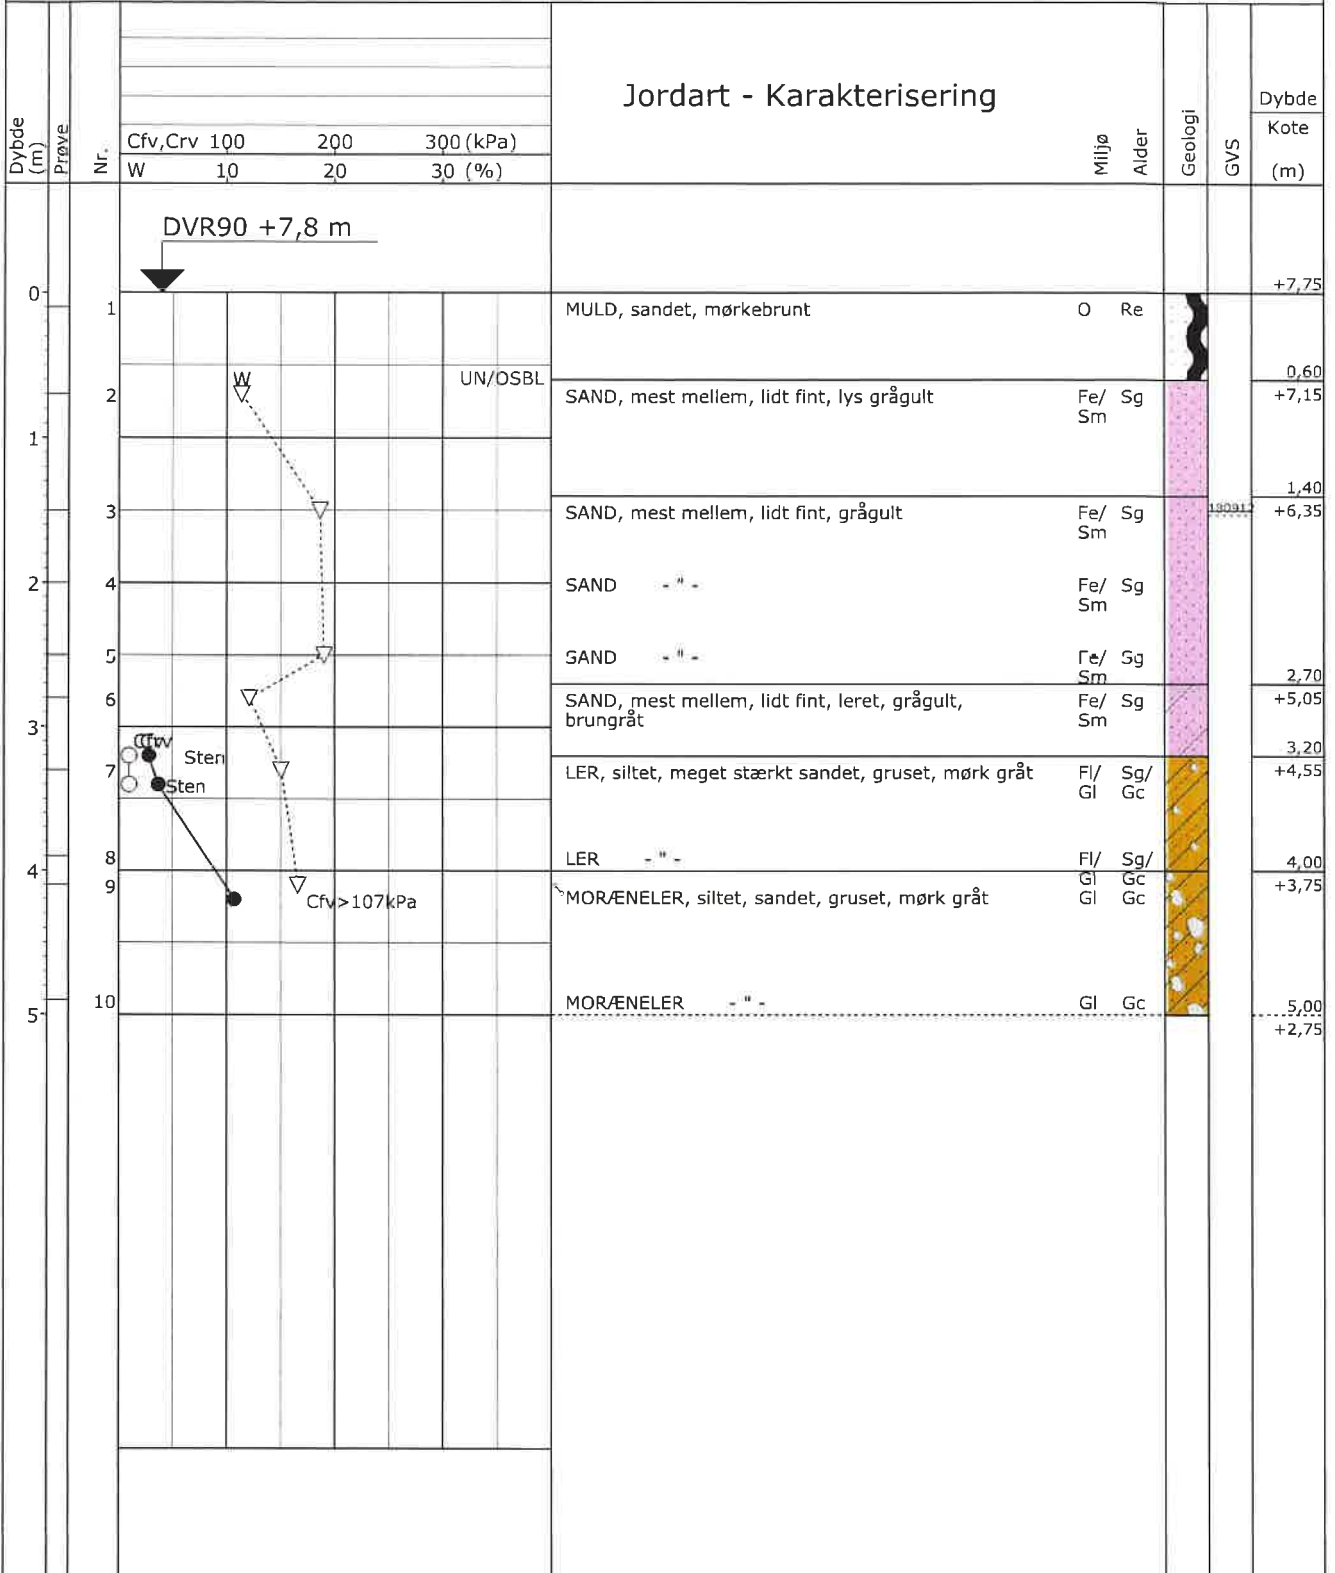 Jordart - Karakterisering
Dybde (m)
Prøve
Nr.
Cfv,Crv 100 200 300 (kPa)
W 10 20 30 (%)
Miljø
Alder
Geologi
GVS
Dybde
Kote
(m)
DVR90 +7,8 m
+7,75
0
1 MULD, sandet, mørkebrunt O Re
0,60
W UN/OSBL
2 SAND, mest mellem, lidt fint, lys grågult Fe/ Sg +7,15
Sm
1
1,40
3 SAND, mest mellem, lidt fint, grågult Fe/ Sg 130912 +6,35
Sm
2 4 SAND - " - Fe/ Sg
Sm
5 SAND - " - Fe/ Sg
Sm 2,70
6 SAND, mest mellem, lidt fint, leret, grågult, Fe/ Sg +5,05
brungråt Sm
3
3,20
Sten
7 LER, siltet, meget stærkt sandet, gruset, mørk gråt Fl/ Sg/ +4,55
Sten Gl Gc
8 LER - " - Fl/ Sg/ 4,00
4
9 Gl Gc +3,75
Cfv>107kPa MORÆNELER, siltet, sandet, gruset, mørk gråt Gl Gc
10 MORÆNELER - " - Gl Gc 5,00
5
+2,75